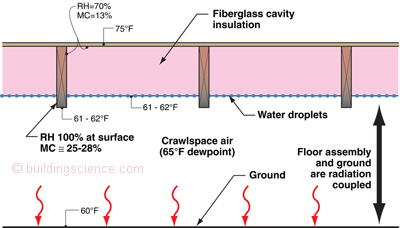 RH=70%
MC=13%
75°F
Fiberglass cavity
insulation
61 - 62°F
61 - 62°F
Water droplets
RH 100% at surface
MC ≅ 25-28%
Crawlspace air
(65°F dewpoint)
Floor assembly
and ground
are radiation
coupled
© buildingscience.com
Ground
60°F